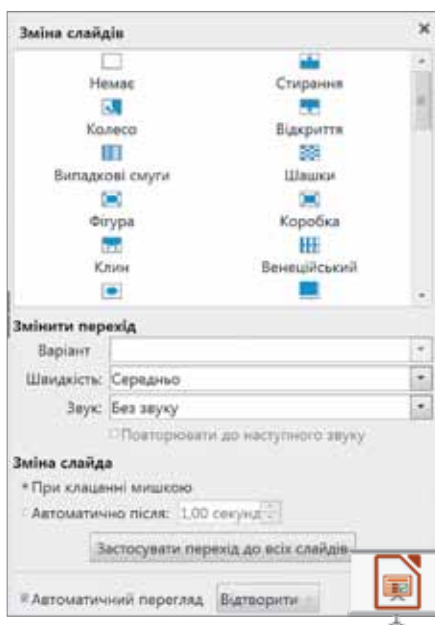 Зміна слайдів
Немає Стирання
Колесо Відкриття
Випадкові смуги Шашки
Фігура Коробка
Клин Венеційський
Змінити перехід
Варіант
Швидкість: Середньо
Звук: Без звуку
Повторювати до наступного звуку
Зміна слайда
При клацанні мишкою
Автоматично після: 1,00 секунд
Застосувати перехід до всіх слайдів
Автоматичний перегляд Відтворити